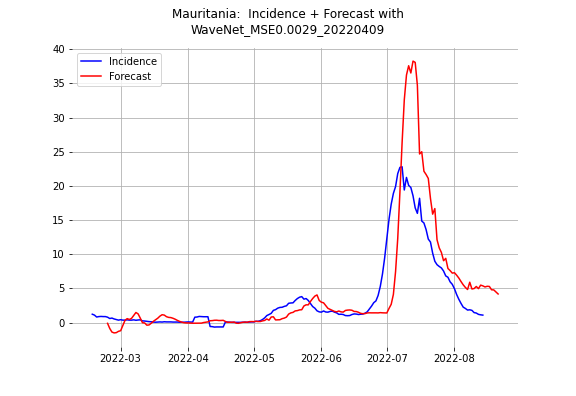 Mauritania:  Incidence + Forecast with
WaveNet_MSE0.0029_20220409
Incidence
Forecast
40
35
30
25
20
15
10
5
0
2022-03 2022-04 2022-05 2022-06 2022-07 2022-08